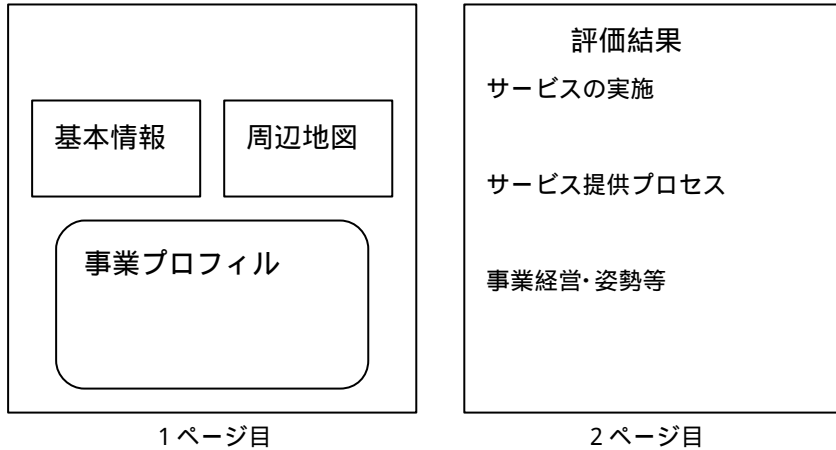 基本情報
周辺地図
事業プロフィル
1 ページ目
評価結果
サービスの実施
サービス提供プロセス
事業経営・姿勢等
2 ページ目